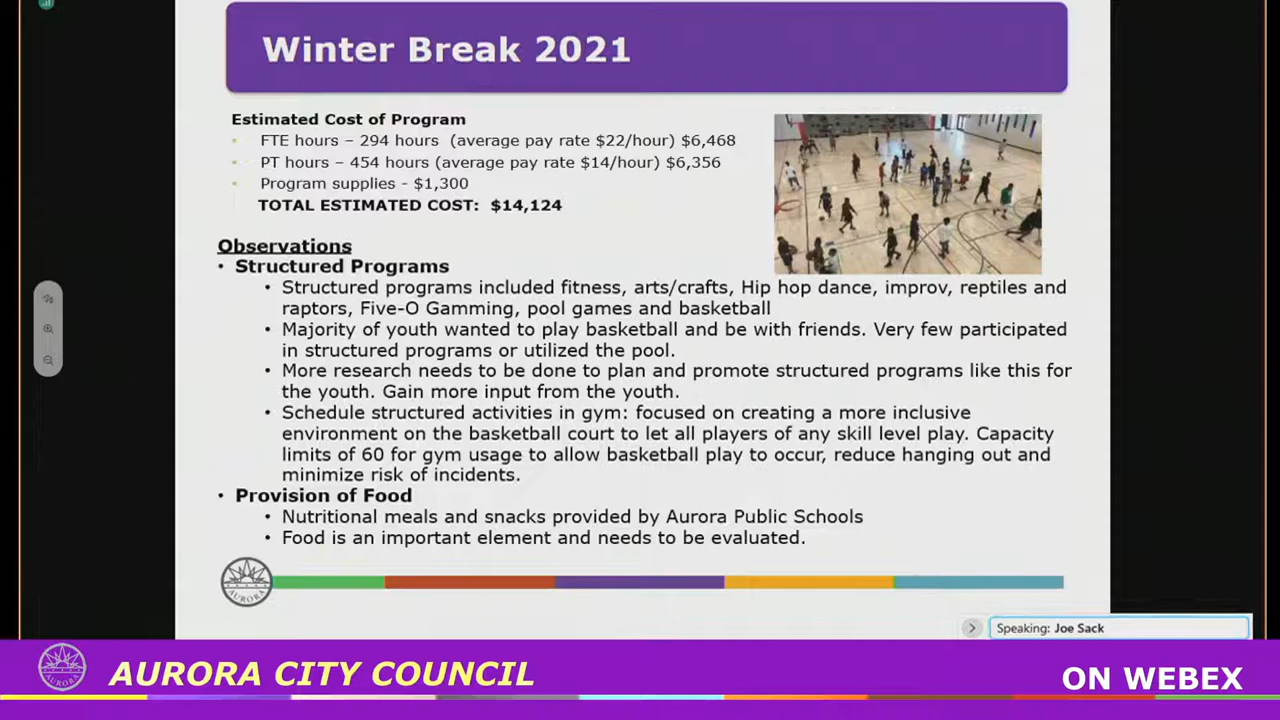 Winter Break 2021
Estimated Cost of Program
FTE hours – 294 hours (average pay rate $22/hour) $6,468
PT hours – 454 hours (average pay rate $14/hour) $6,356
Program supplies - $1,300
TOTAL ESTIMATED COST: $14,124
Observations
• Structured Programs
• Structured programs included fitness, arts/crafts, Hip hop dance, improv, reptiles and
raptors, Five-O Gamming, pool games and basketball
• Majority of youth wanted to play basketball and be with friends. Very few participated
in structured programs or utilized the pool.
• More research needs to be done to plan and promote structured programs like this for
the youth. Gain more input from the youth.
• Schedule structured activities in gym: focused on creating a more inclusive
environment on the basketball court to let all players of any skill level play. Capacity
limits of 60 for gym usage to allow basketball play to occur, reduce hanging out and
minimize risk of incidents.
• Provision of Food
• Nutritional meals and snacks provided by Aurora Public Schools
• Food is an important element and needs to be evaluated.
AURORA
Speaking: Joe Sack
AURORA CITY COUNCIL
ON WEBEX